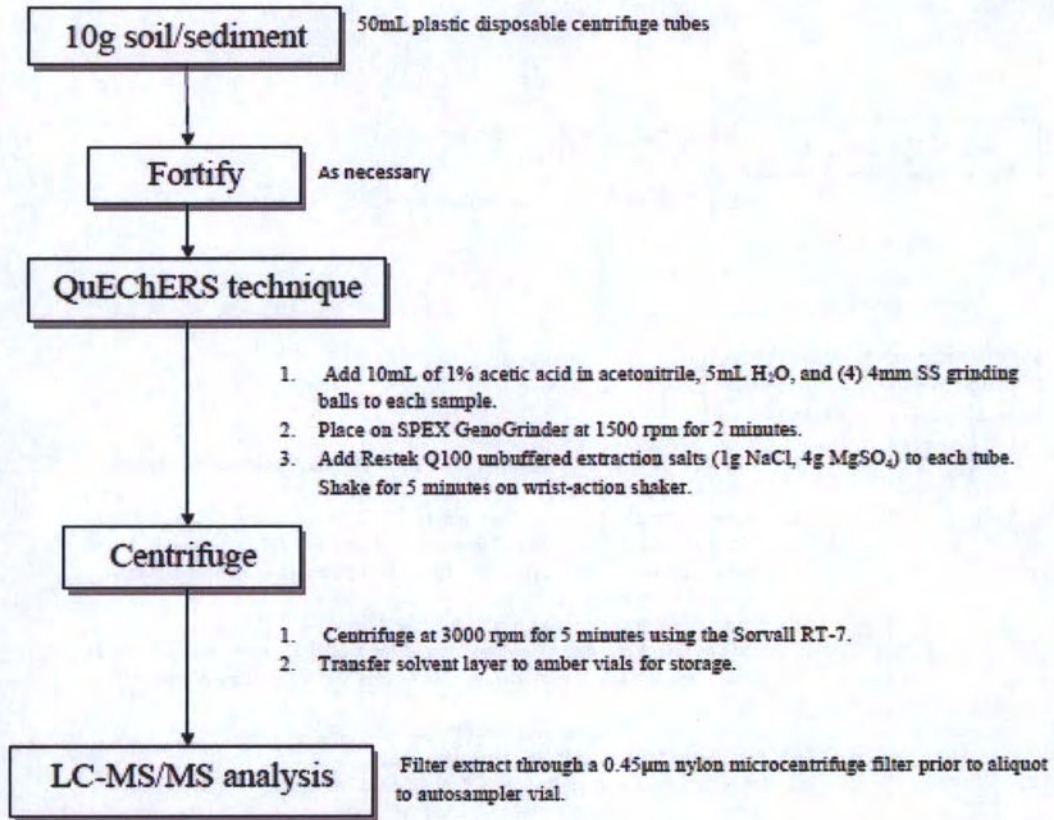 10g soil/sediment
50mL plastic disposable centrifuge tubes
Fortify
As necessary
QuEChERS technique
1. Add 10mL of 1% acetic acid in acetonitrile, 5mL H₂O, and (4) 4mm SS grinding
balls to each sample.
2. Place on SPEX GenoGrinder at 1500 rpm for 2 minutes.
3. Add Restek Q100 unbuffered extraction salts (1g NaCl, 4g MgSO₄) to each tube.
Shake for 5 minutes on wrist-action shaker.
Centrifuge
1. Centrifuge at 3000 rpm for 5 minutes using the Sorvall RT-7.
2. Transfer solvent layer to amber vials for storage.
LC-MS/MS analysis
Filter extract through a 0.45µm nylon microcentrifuge filter prior to aliquot
to autosampler vial.